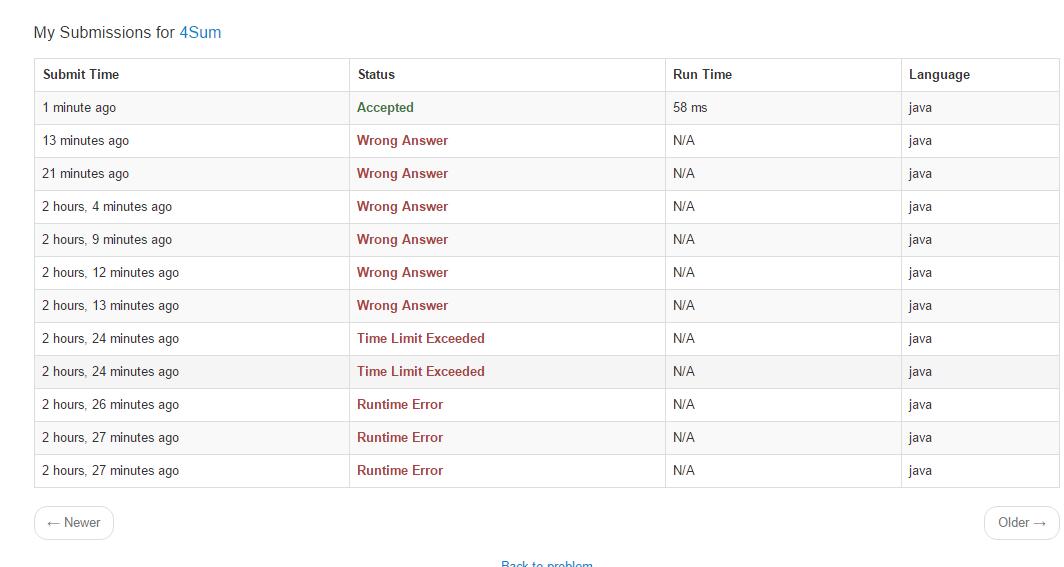 My Submissions for 4Sum
Submit Time Status Run Time Language
1 minute ago Accepted 58 ms java
13 minutes ago Wrong Answer N/A java
21 minutes ago Wrong Answer N/A java
2 hours, 4 minutes ago Wrong Answer N/A java
2 hours, 9 minutes ago Wrong Answer N/A java
2 hours, 12 minutes ago Wrong Answer N/A java
2 hours, 13 minutes ago Wrong Answer N/A java
2 hours, 24 minutes ago Time Limit Exceeded N/A java
2 hours, 24 minutes ago Time Limit Exceeded N/A java
2 hours, 26 minutes ago Runtime Error N/A java
2 hours, 27 minutes ago Runtime Error N/A java
2 hours, 27 minutes ago Runtime Error N/A java
← Newer Older →
Back to problem